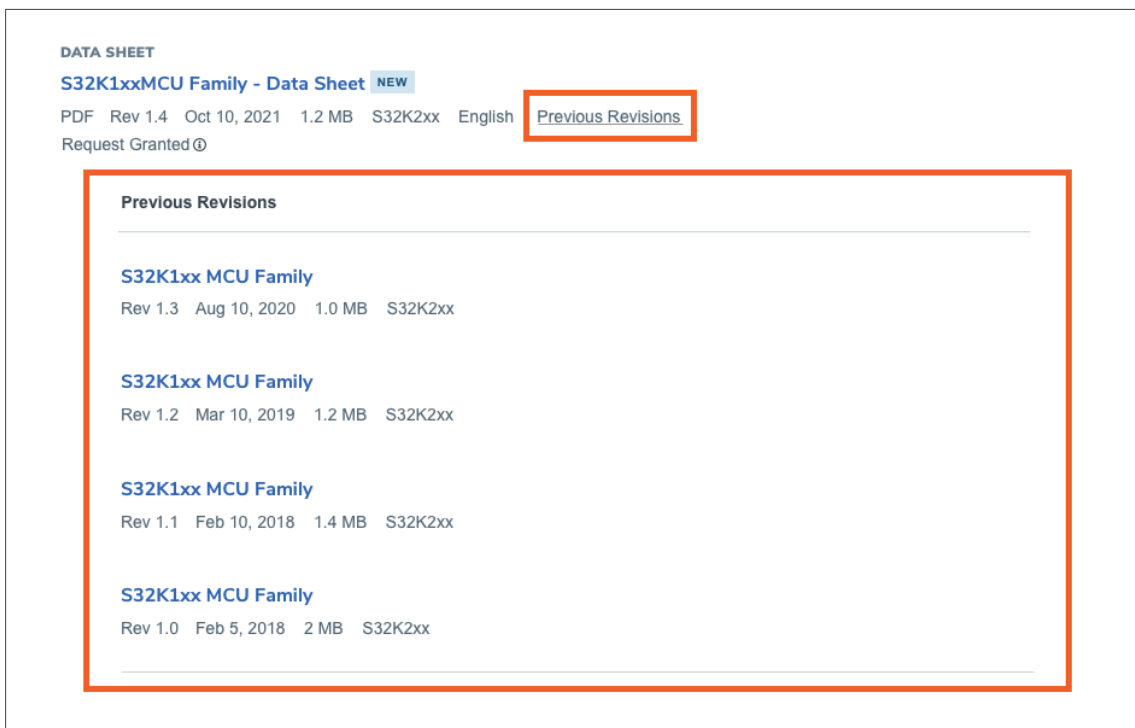 DATA SHEET
S32K1xxMCU Family - Data Sheet NEW
PDF Rev 1.4 Oct 10, 2021 1.2 MB S32K2xx English Previous Revisions
Request Granted ⓘ
Previous Revisions
S32K1xx MCU Family
Rev 1.3 Aug 10, 2020 1.0 MB S32K2xx
S32K1xx MCU Family
Rev 1.2 Mar 10, 2019 1.2 MB S32K2xx
S32K1xx MCU Family
Rev 1.1 Feb 10, 2018 1.4 MB S32K2xx
S32K1xx MCU Family
Rev 1.0 Feb 5, 2018 2 MB S32K2xx